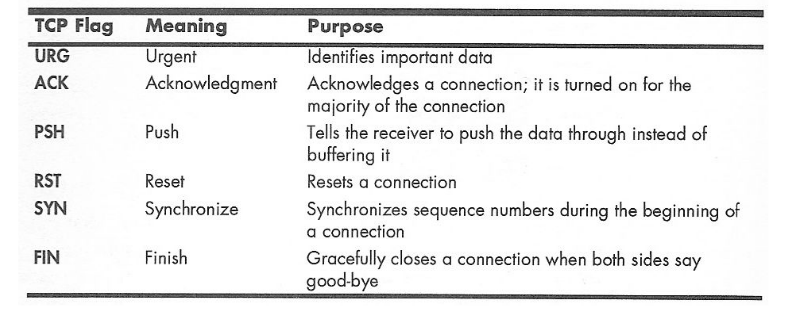 TCP Flag Meaning Purpose
URG Urgent Identifies important data
ACK Acknowledgment Acknowledges a connection; it is turned on for the
majority of the connection
PSH Push Tells the receiver to push the data through instead of
buffering it
RST Reset Resets a connection
SYN Synchronize Synchronizes sequence numbers during the beginning of
a connection
FIN Finish Gracefully closes a connection when both sides say
good-bye